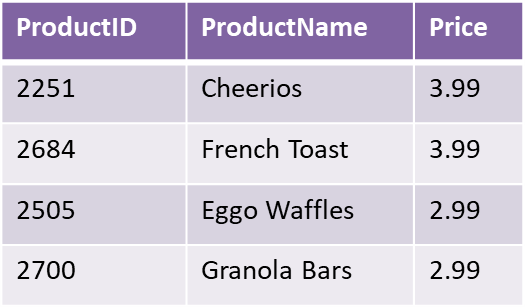 ProductID ProductName Price
2251 Cheerios 3.99
2684 French Toast 3.99
2505 Eggo Waffles 2.99
2700 Granola Bars 2.99